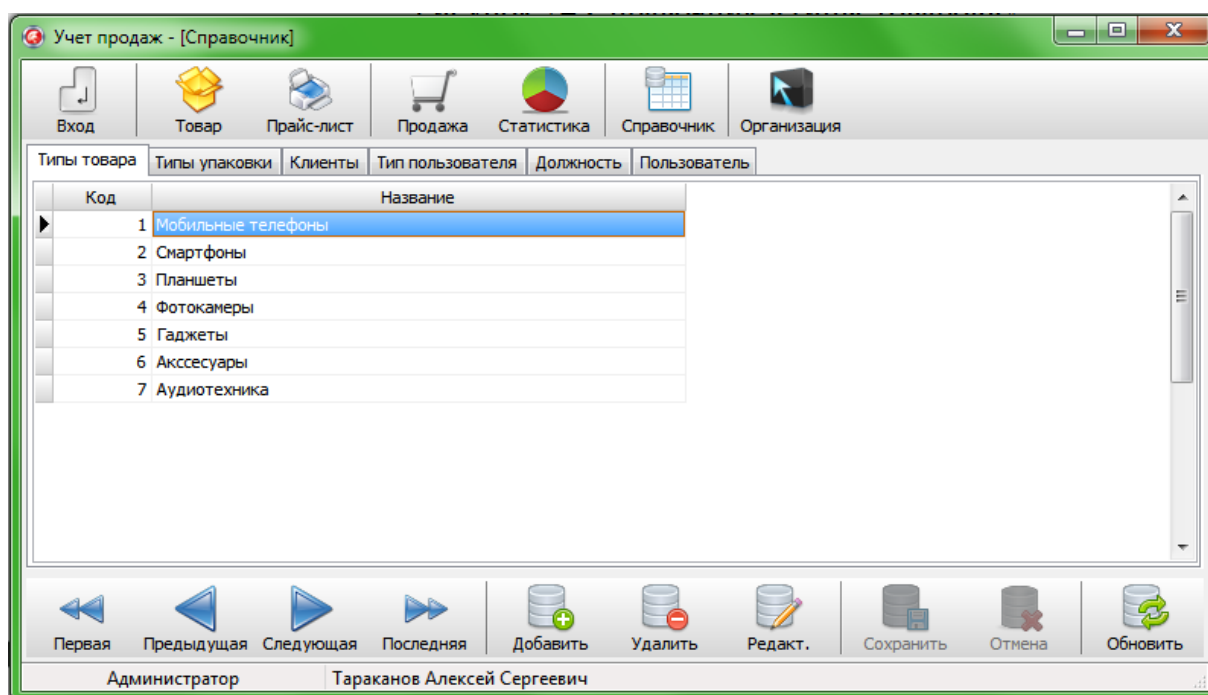 Учет продаж - [Справочник]
Вход Товар Прайс-лист Продажа Статистика Справочник Организация
Типы товара Типы упаковки Клиенты Тип пользователя Должность Пользователь
Код Название
1 Мобильные телефоны
2 Смартфоны
3 Планшеты
4 Фотокамеры
5 Гаджеты
6 Акссесуары
7 Аудиотехника
Первая Предыдущая Следующая Последняя Добавить Удалить Редакт. Сохранить Отмена Обновить
Администратор Тараканов Алексей Сергеевич